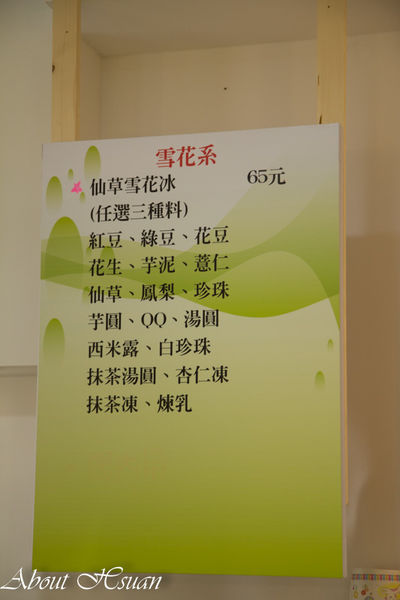 雪花系
仙草雪花冰 65元
(任選三種料)
紅豆、綠豆、花豆
花生、芋泥、薏仁
仙草、鳳梨、珍珠
芋圓、QQ、湯圓
西米露、白珍珠
抹茶湯圓、杏仁凍
抹茶凍、煉乳
About Hsuan